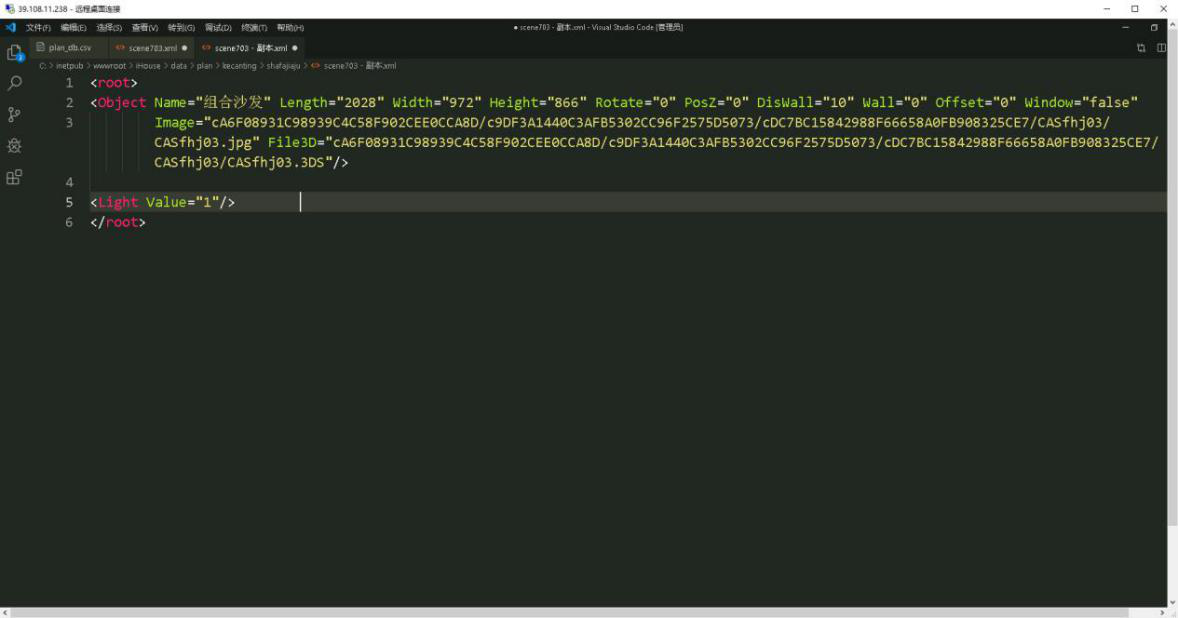 39.108.11.238 - 远程桌面连接
文件(F) 编辑(E) 选择(S) 查看(V) 转到(G) 调试(D) 终端(T) 帮助(H) ● scene703 - 副本.xml - Visual Studio Code [管理员]
plan_db.csv scene703.xml ● scene703 - 副本.xml ●
C: > inetpub > wwwroot > iHouse > data > plan > kecanting > shafajiaju > scene703 - 副本.xml
1 <root>
2 <Object Name="组合沙发" Length="2028" Width="972" Height="866" Rotate="0" PosZ="0" DisWall="10" Wall="0" Offset="0" Window="false"
3 Image="cA6F08931C98939C4C58F902CEE0CCA8D/c9DF3A1440C3AFB5302CC96F2575D5073/cDC7BC15842988F66658A0FB908325CE7/CASfhj03/
CASfhj03.jpg" File3D="cA6F08931C98939C4C58F902CEE0CCA8D/c9DF3A1440C3AFB5302CC96F2575D5073/cDC7BC15842988F66658A0FB908325CE7/
CASfhj03/CASfhj03.3DS"/>
4
5 <Light Value="1"/>
6 </root>